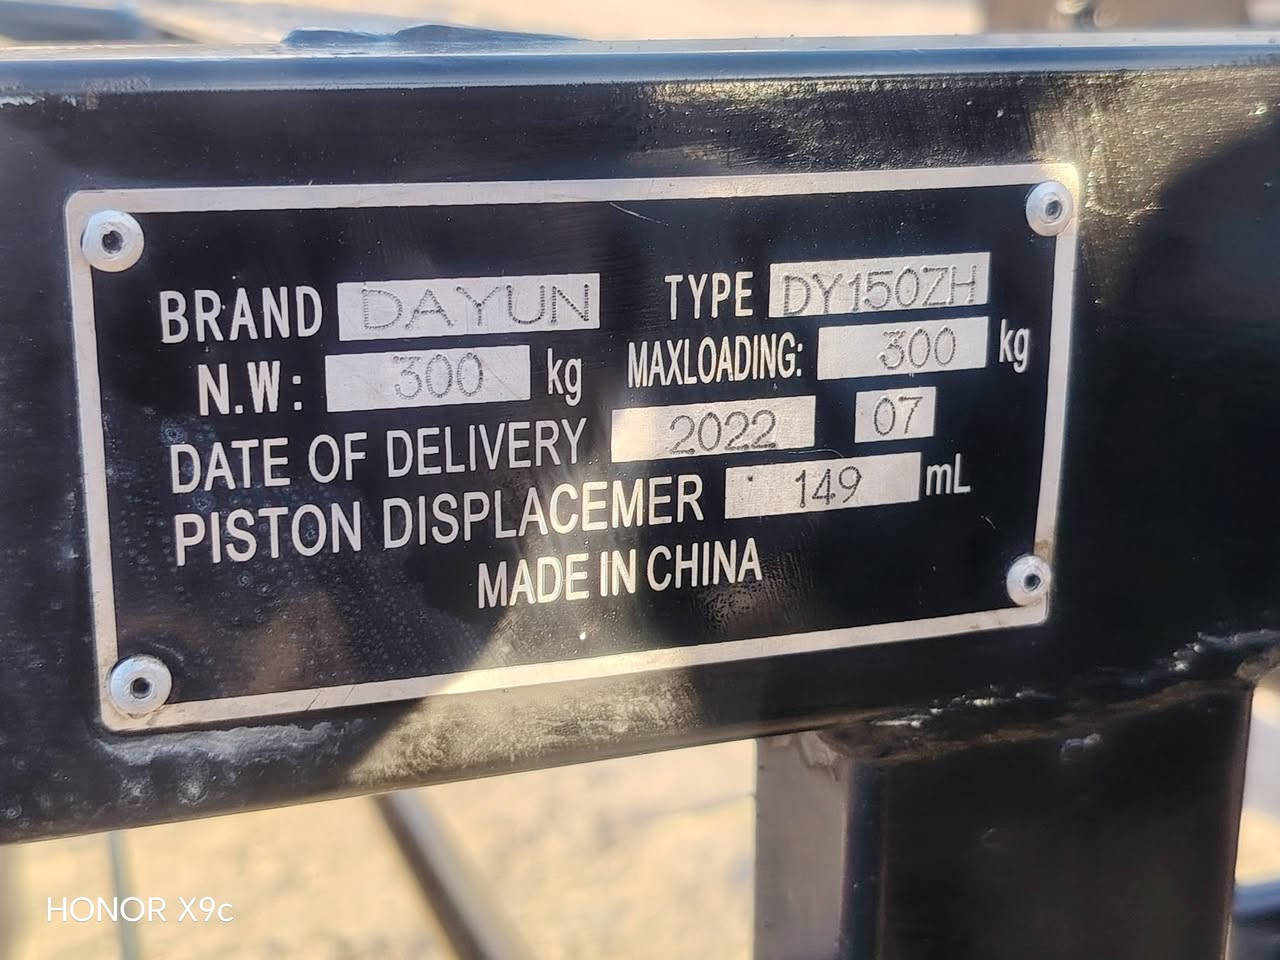 BRAND DAYUN TYPE DY150ZH
N.W: 300 kg MAXLOADING: 300 kg
DATE OF DELIVERY 2022 07
PISTON DISPLACEMER 149 mL
MADE IN CHINA
HONOR X9c